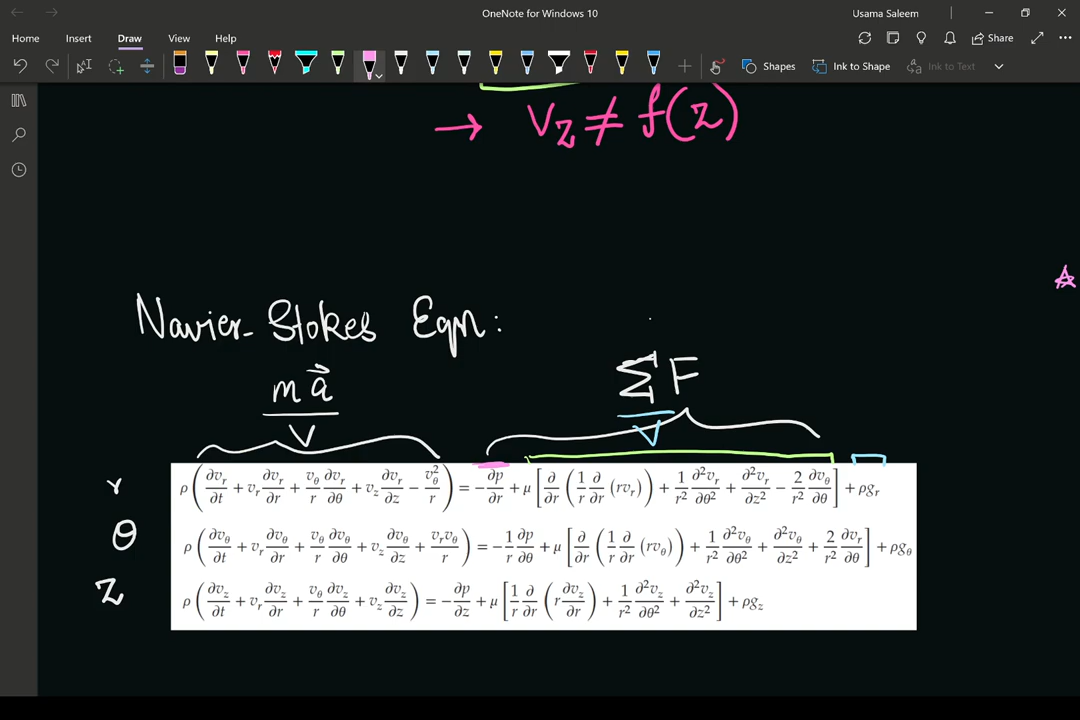 OneNote for Windows 10
Usama Saleem
Home Insert Draw View Help
Share
Shapes
Ink to Shape
Ink to Text
→ Vz ≠ f(z)
Navier-Stokes Eqn:
m a⃗
Σ F
r
ρ(∂v_r/∂t + v_r ∂v_r/∂r + v_θ/r ∂v_r/∂θ + v_z ∂v_r/∂z − v_θ²/r) = −∂p/∂r + μ[∂/∂r(1/r ∂/∂r (rv_r)) + 1/r² ∂²v_r/∂θ² + ∂²v_r/∂z² − 2/r² ∂v_θ/∂θ] + ρg_r
θ
ρ(∂v_θ/∂t + v_r ∂v_θ/∂r + v_θ/r ∂v_θ/∂θ + v_z ∂v_θ/∂z + v_r v_θ/r) = −1/r ∂p/∂θ + μ[∂/∂r(1/r ∂/∂r (rv_θ)) + 1/r² ∂²v_θ/∂θ² + ∂²v_θ/∂z² + 2/r² ∂v_r/∂θ] + ρg_θ
z
ρ(∂v_z/∂t + v_r ∂v_z/∂r + v_θ/r ∂v_z/∂θ + v_z ∂v_z/∂z) = −∂p/∂z + μ[1/r ∂/∂r(r ∂v_z/∂r) + 1/r² ∂²v_z/∂θ² + ∂²v_z/∂z²] + ρg_z